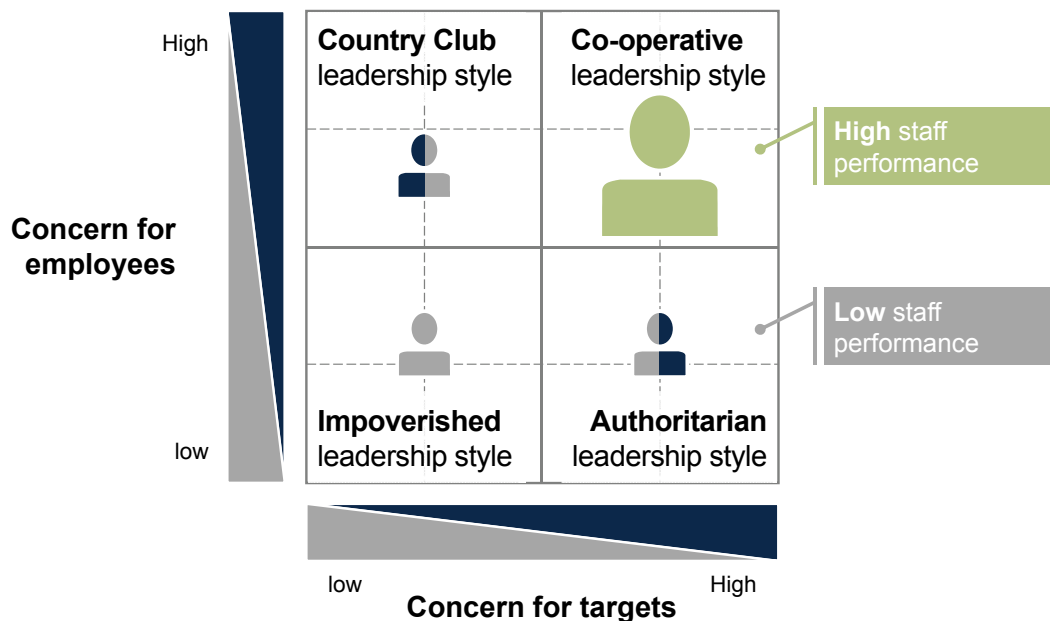 High
Country Club
leadership style
Co-operative
leadership style
High staff
performance
Concern for
employees
Low staff
performance
Impoverished
leadership style
Authoritarian
leadership style
low
low
High
Concern for targets